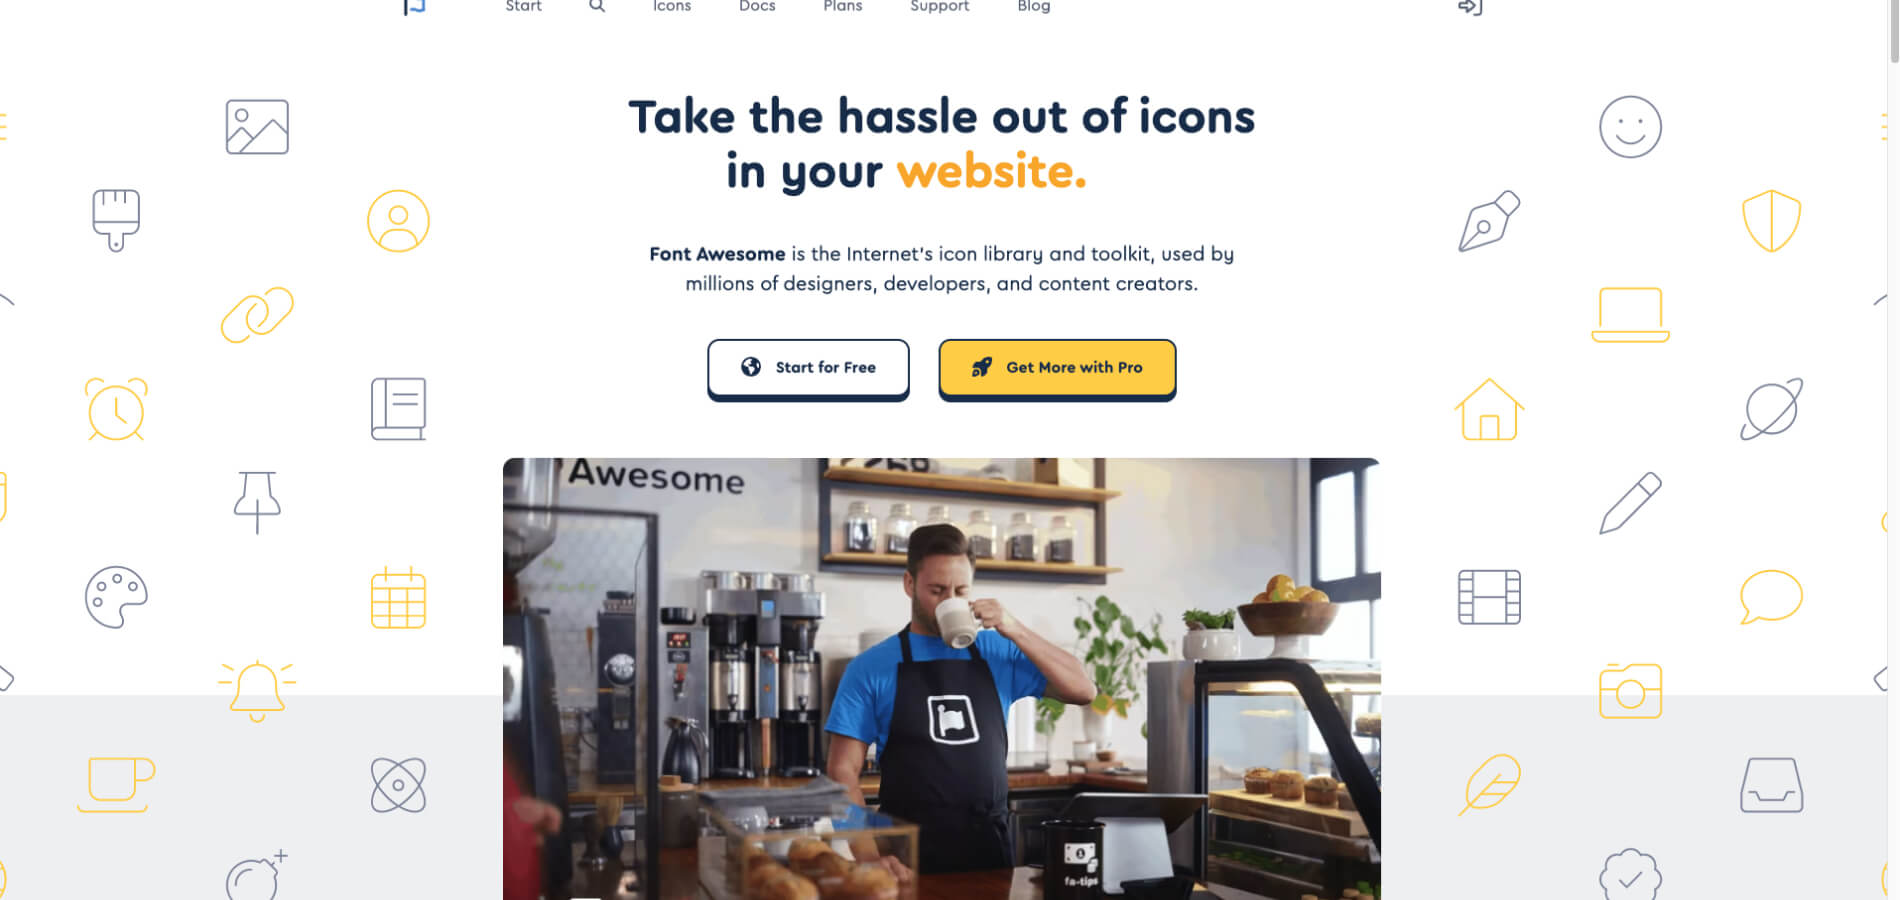 Start Icons Docs Plans Support Blog
Take the hassle out of icons
in your website.
Font Awesome is the Internet's icon library and toolkit, used by
millions of designers, developers, and content creators.
Start for Free
Get More with Pro
Awesome
fa-tips